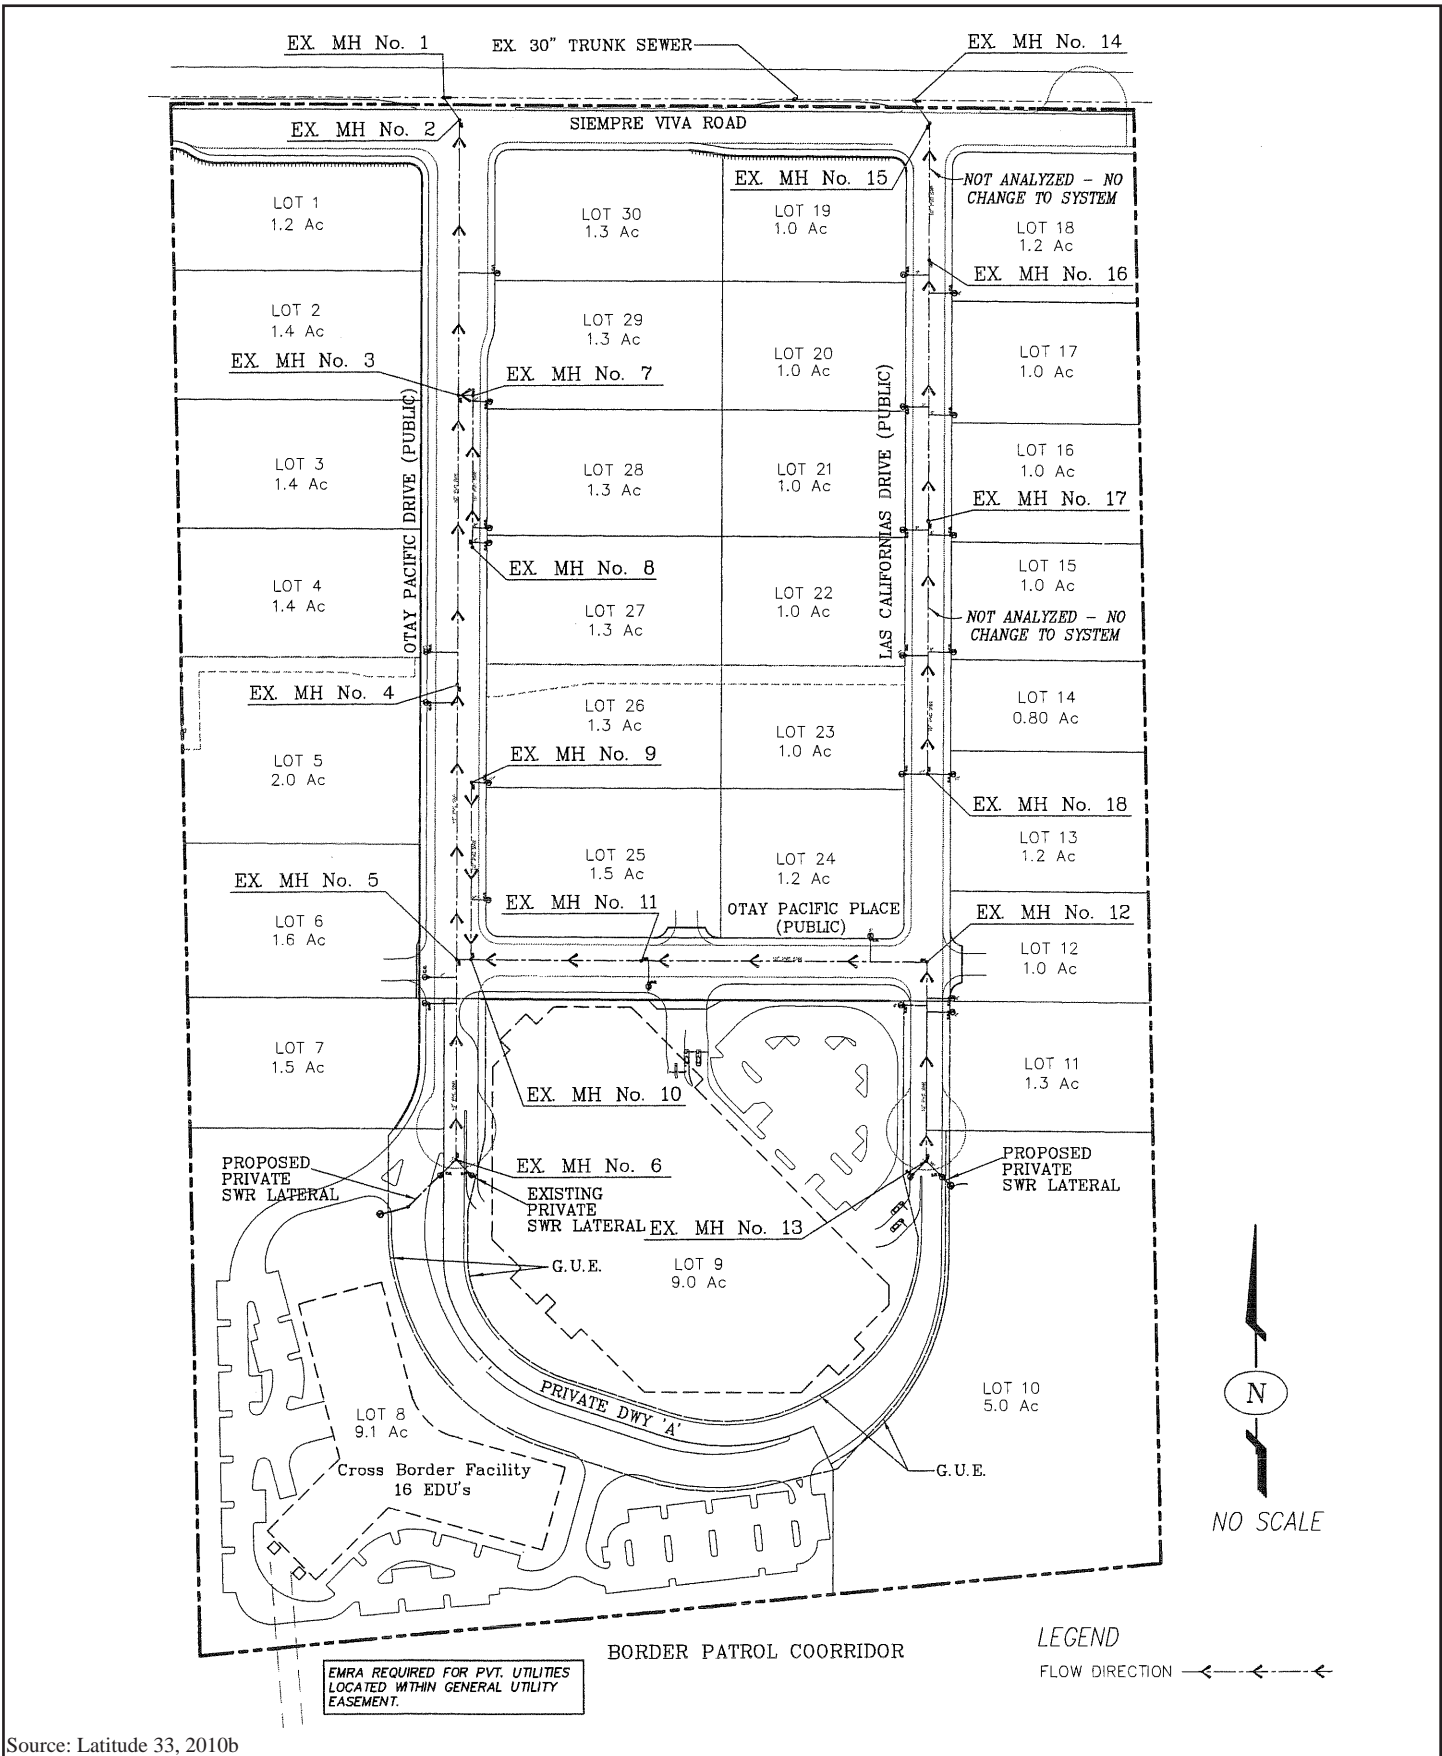 EX. MH No. 1
EX. 30" TRUNK SEWER
EX. MH No. 14
EX. MH No. 2
SIEMPRE VIVA ROAD
EX. MH No. 15
NOT ANALYZED - NO
CHANGE TO SYSTEM
LOT 1
1.2 Ac
LOT 30
1.3 Ac
LOT 19
1.0 Ac
LOT 18
1.2 Ac
EX. MH No. 16
LOT 2
1.4 Ac
LOT 29
1.3 Ac
LOT 20
1.0 Ac
LOT 17
1.0 Ac
EX. MH No. 3
EX. MH No. 7
OTAY PACIFIC DRIVE (PUBLIC)
LAS CALIFORNIAS DRIVE (PUBLIC)
LOT 3
1.4 Ac
LOT 28
1.3 Ac
LOT 21
1.0 Ac
LOT 16
1.0 Ac
EX. MH No. 17
EX. MH No. 8
LOT 4
1.4 Ac
LOT 27
1.3 Ac
LOT 22
1.0 Ac
LOT 15
1.0 Ac
NOT ANALYZED - NO
CHANGE TO SYSTEM
EX. MH No. 4
LOT 26
1.3 Ac
LOT 23
1.0 Ac
LOT 14
0.80 Ac
LOT 5
2.0 Ac
EX. MH No. 9
EX. MH No. 18
LOT 25
1.5 Ac
LOT 24
1.2 Ac
LOT 13
1.2 Ac
EX. MH No. 5
EX. MH No. 11
OTAY PACIFIC PLACE
(PUBLIC)
EX. MH No. 12
LOT 6
1.6 Ac
LOT 12
1.0 Ac
LOT 7
1.5 Ac
LOT 11
1.3 Ac
EX. MH No. 10
PROPOSED
PRIVATE
SWR LATERAL
EX. MH No. 6
EXISTING
PRIVATE
SWR LATERAL
EX. MH No. 13
PROPOSED
PRIVATE
SWR LATERAL
G.U.E.
LOT 9
9.0 Ac
PRIVATE DWY 'A'
LOT 10
5.0 Ac
LOT 8
9.1 Ac
Cross Border Facility
16 EDU's
G.U.E.
N
NO SCALE
BORDER PATROL COORRIDOR
EMRA REQUIRED FOR PVT. UTILITIES
LOCATED WITHIN GENERAL UTILITY
EASEMENT.
LEGEND
FLOW DIRECTION
Source: Latitude 33, 2010b